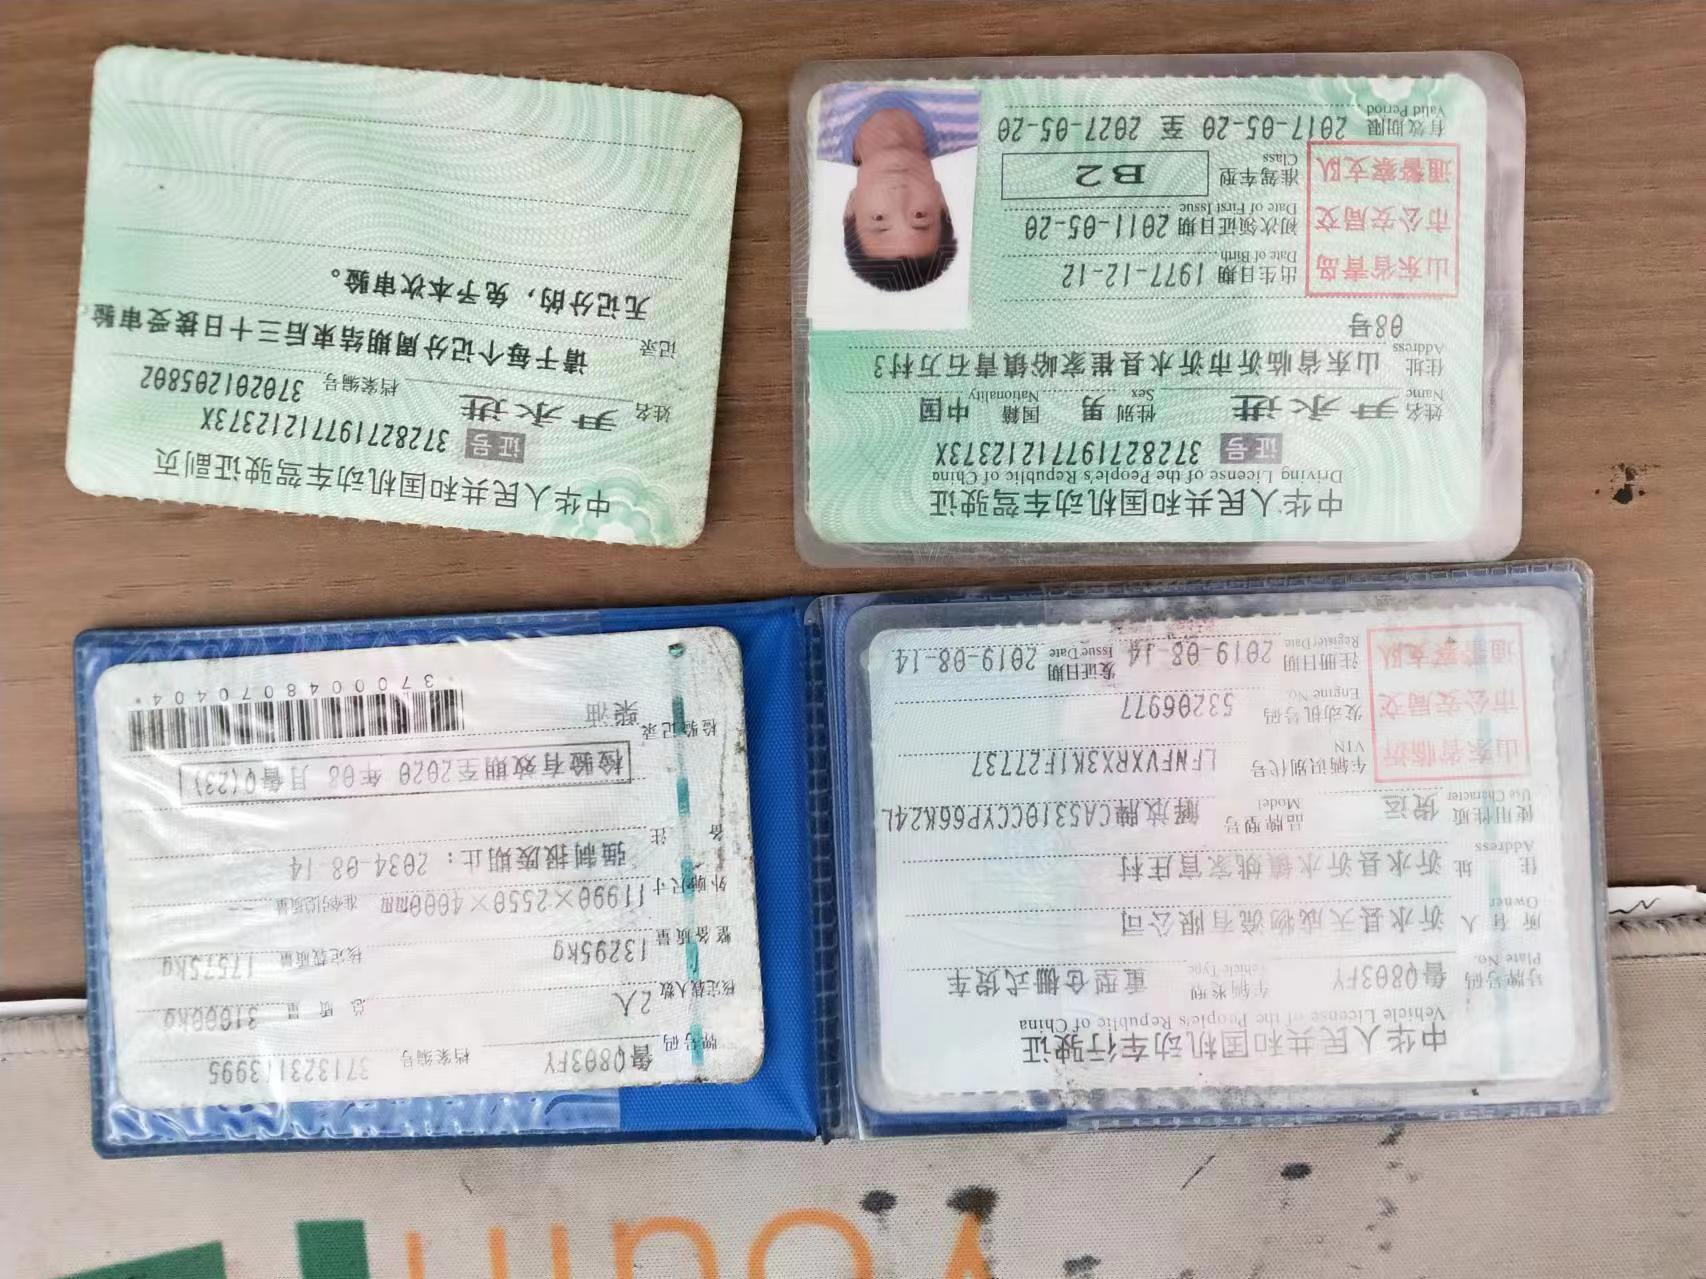 中华人民共和国机动车行驶证
Vehicle License of the People's Republic of China
号牌号码 鲁Q803FY 车辆类型 重型仓栅式货车
Plate No. Vehicle Type
所有人 沂水县天成物流有限公司
Owner
住址 沂水县沂水镇姚家官庄村
Address
使用性质 货运 品牌型号 解放牌CA5310CCYP66K24L
Use Character Model
山东省临沂
市公安局交
通警察支队
车辆识别代号 LFNFVXRX3K1F27737
VIN
发动机号码 53206977
Engine No.
注册日期 2019-08-14 发证日期 2019-08-14
Register Date Issue Date
号牌号码 鲁Q803FY 档案编号 371323113995
核定载人数 2人 总质量 31000kg
整备质量 13295kg 核定载质量 17575kg
外廓尺寸 11990×2550×4000mm 准牵引总质量 --
备注 强制报废期止：2034-08-14
检验有效期至2020年08月鲁Q(23)
检验记录
柴油
*3700048070404*
中华人民共和国机动车驾驶证
Driving License of the People's Republic of China
证号 37282719771212373X
姓名 尹永进 性别 男 国籍 中国
Name Sex Nationality
住址 山东省临沂市沂水县崔家峪镇青石万村3
Address
08号
山东省青岛
市公安局交
通警察支队
出生日期 1977-12-12
Date of Birth
初次领证日期 2011-05-20
Date of First Issue
准驾车型 B2
Class
有效期限 2017-05-20 至 2027-05-20
Valid Period
中华人民共和国机动车驾驶证副页
证号 37282719771212373X
姓名 尹永进 档案编号 370201205802
记录 请于每个记分周期结束后三十日接受审验。
无记分的，免予本次审验。